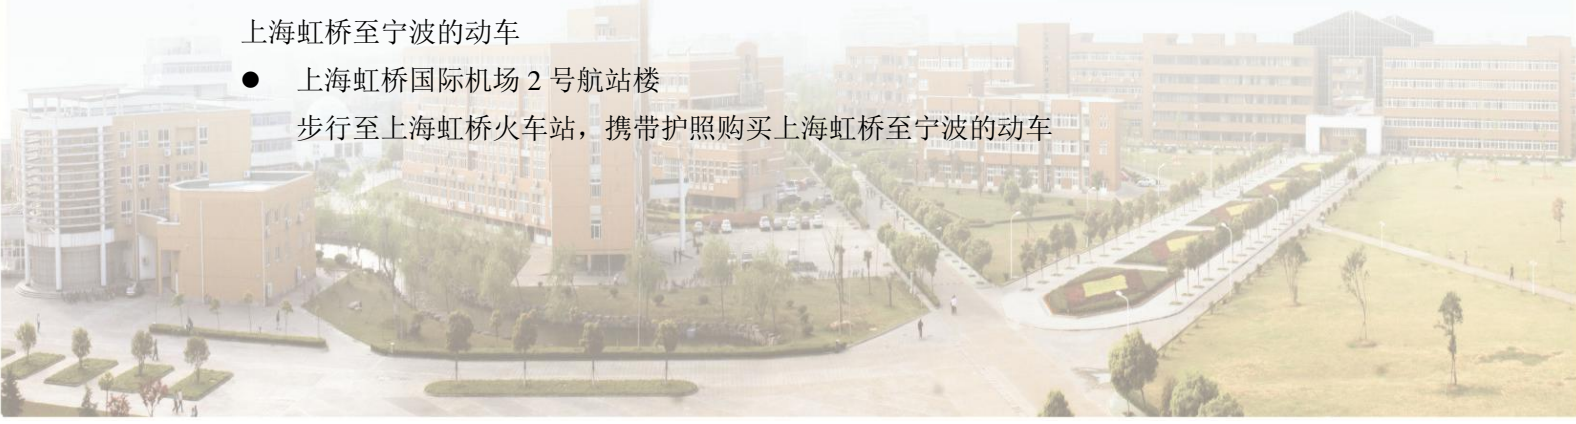 上海虹桥至宁波的动车
● 上海虹桥国际机场 2 号航站楼
步行至上海虹桥火车站，携带护照购买上海虹桥至宁波的动车